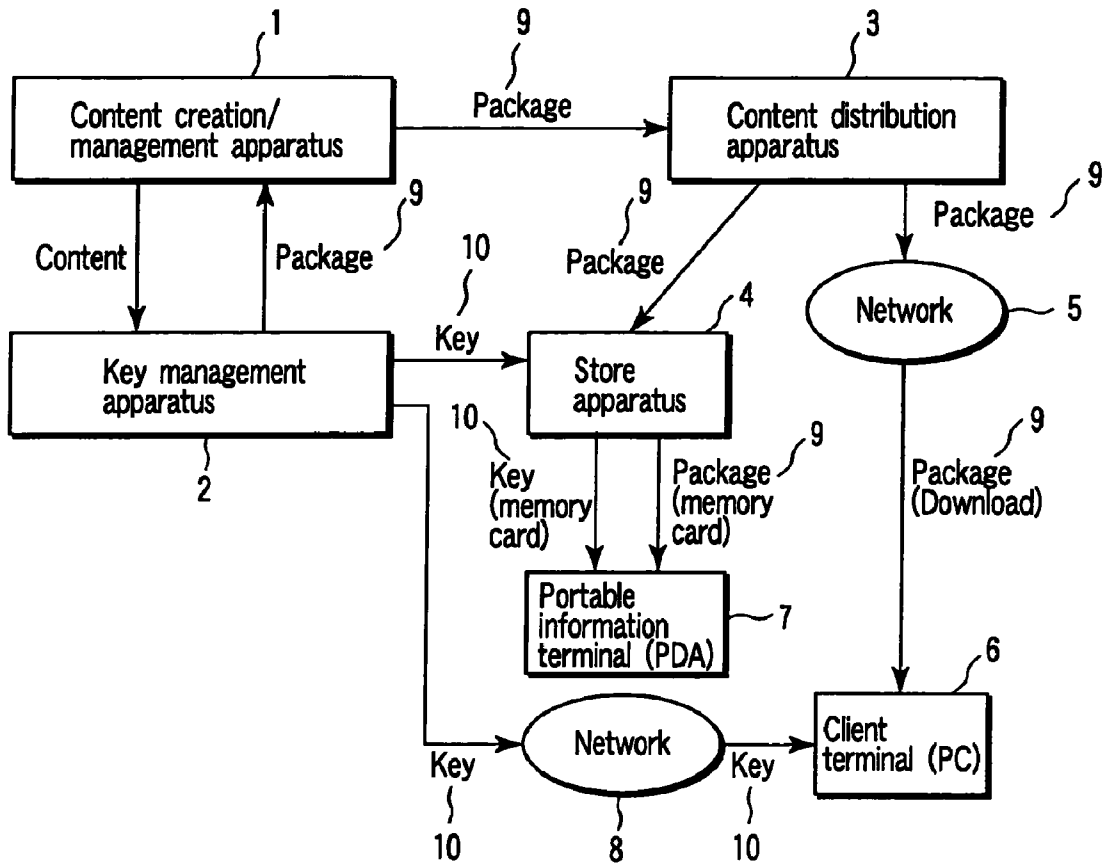 1
9
3
Content creation/
management apparatus
Package
Content distribution
apparatus
9
9
9
Content
Package
Package
Package
10
Key
4
Network
5
Key management
apparatus
Store
apparatus
2
10
Key
(memory
card)
Package
(memory
card)
9
9
Package
(Download)
Portable
information
terminal (PDA)
7
6
Network
Client
terminal (PC)
Key
10
8
Key
10